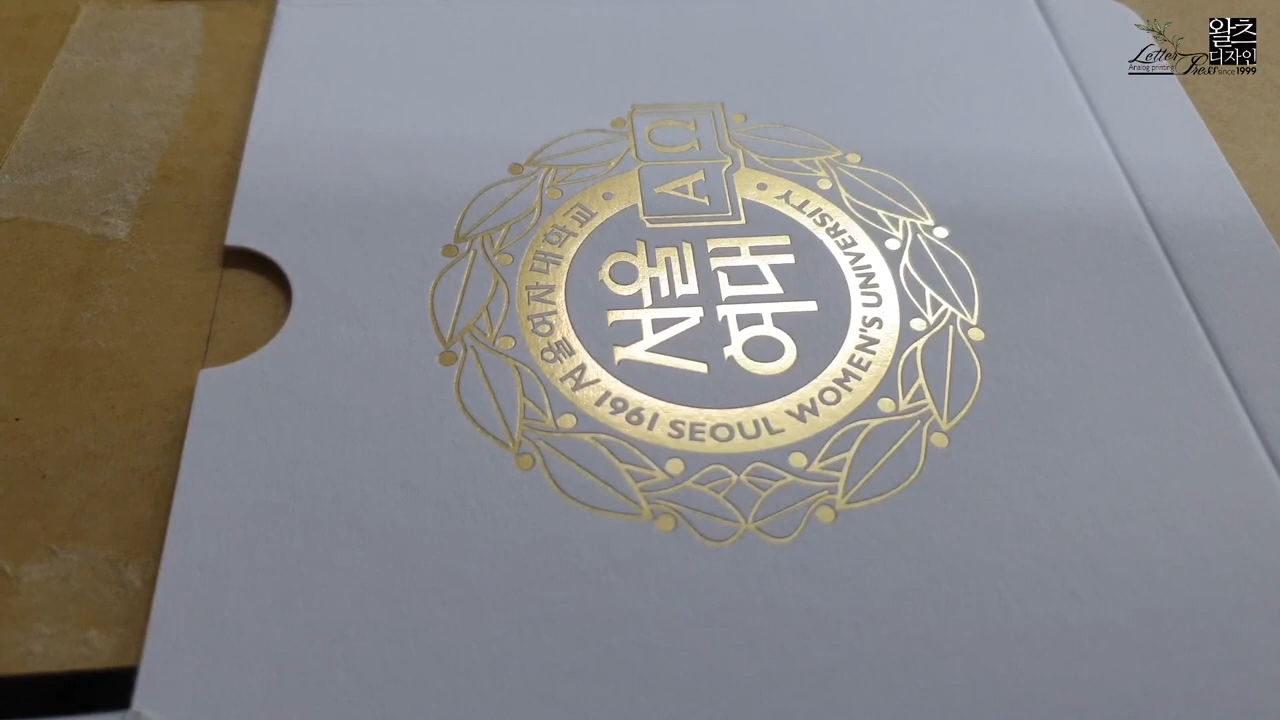 Α Ω
서울
여대
서울여자대학교
1961 SEOUL WOMEN'S UNIVERSITY
Letter Press
Analog printing
since 1999
왈츠
디자인